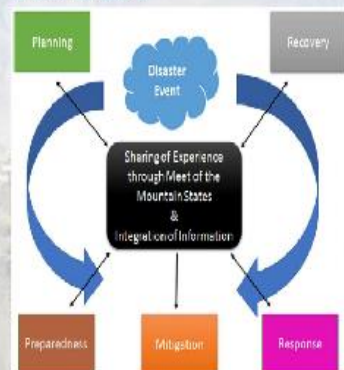 Planning
Recovery
Disaster
Event
Sharing of Experience
through Meet of the
Mountain States
&
Integration of Information
Preparedness
Mitigation
Response